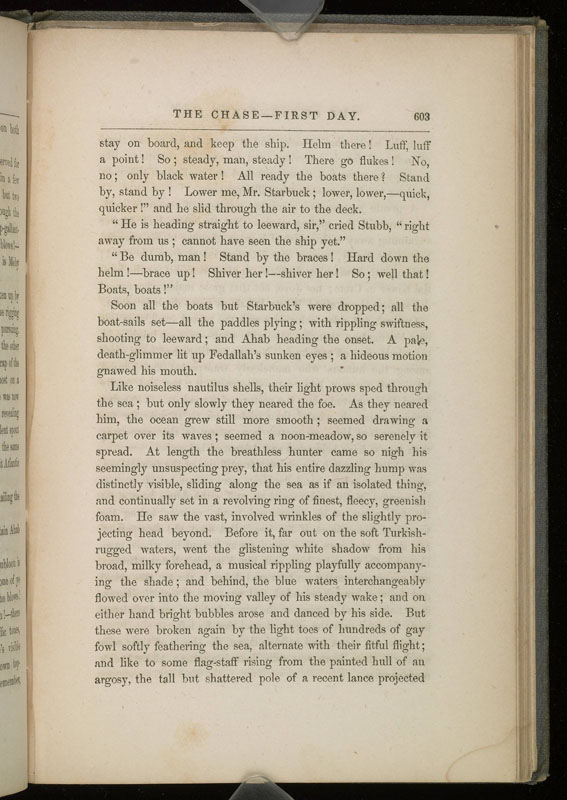 THE CHASE—FIRST DAY. 603
stay on board, and keep the ship. Helm there! Luff, luff
a point! So; steady, man, steady! There go flukes! No,
no; only black water! All ready the boats there? Stand
by, stand by! Lower me, Mr. Starbuck; lower, lower,—quick,
quicker!” and he slid through the air to the deck.
“He is heading straight to leeward, sir,” cried Stubb, “right
away from us; cannot have seen the ship yet.”
“Be dumb, man! Stand by the braces! Hard down the
helm!—brace up! Shiver her!—shiver her! So; well that!
Boats, boats!”
Soon all the boats but Starbuck’s were dropped; all the
boat-sails set—all the paddles plying; with rippling swiftness,
shooting to leeward; and Ahab heading the onset. A pale,
death-glimmer lit up Fedallah’s sunken eyes; a hideous motion
gnawed his mouth.
Like noiseless nautilus shells, their light prows sped through
the sea; but only slowly they neared the foe. As they neared
him, the ocean grew still more smooth; seemed drawing a
carpet over its waves; seemed a noon-meadow, so serenely it
spread. At length the breathless hunter came so nigh his
seemingly unsuspecting prey, that his entire dazzling hump was
distinctly visible, sliding along the sea as if an isolated thing,
and continually set in a revolving ring of finest, fleecy, greenish
foam. He saw the vast, involved wrinkles of the slightly pro-
jecting head beyond. Before it, far out on the soft Turkish-
rugged waters, went the glistening white shadow from his
broad, milky forehead, a musical rippling playfully accompany-
ing the shade; and behind, the blue waters interchangeably
flowed over into the moving valley of his steady wake; and on
either hand bright bubbles arose and danced by his side. But
these were broken again by the light toes of hundreds of gay
fowl softly feathering the sea, alternate with their fitful flight;
and like to some flag-staff rising from the painted hull of an
argosy, the tall but shattered pole of a recent lance projected